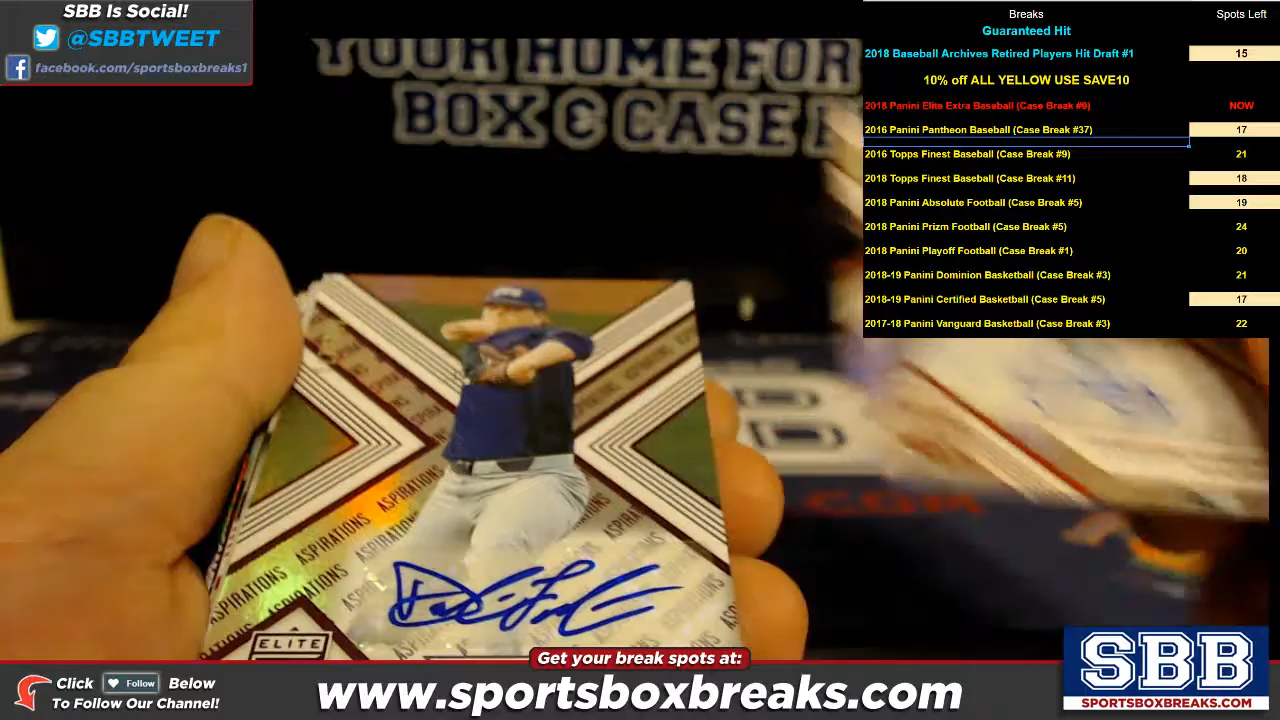 SBB Is Social!
@SBBTWEET
facebook.com/sportsboxbreaks1
YOUR HOME FOR
BOX & CASE
Breaks Spots Left
Guaranteed Hit
2018 Baseball Archives Retired Players Hit Draft #1 15
10% off ALL YELLOW USE SAVE10
2018 Panini Elite Extra Baseball (Case Break #9) NOW
2016 Panini Pantheon Baseball (Case Break #37) 17
2016 Topps Finest Baseball (Case Break #9) 21
2018 Topps Finest Baseball (Case Break #11) 18
2018 Panini Absolute Football (Case Break #5) 19
2018 Panini Prizm Football (Case Break #5) 24
2018 Panini Playoff Football (Case Break #1) 20
2018-19 Panini Dominion Basketball (Case Break #3) 21
2018-19 Panini Certified Basketball (Case Break #5) 17
2017-18 Panini Vanguard Basketball (Case Break #3) 22
ASPIRATIONS ASPIRATIONS ASPIRATIONS
ASPIRATIONS
ELITE
.COM
Get your break spots at:
Click Follow Below
To Follow Our Channel!
www.sportsboxbreaks.com
SBB
SPORTSBOXBREAKS.COM